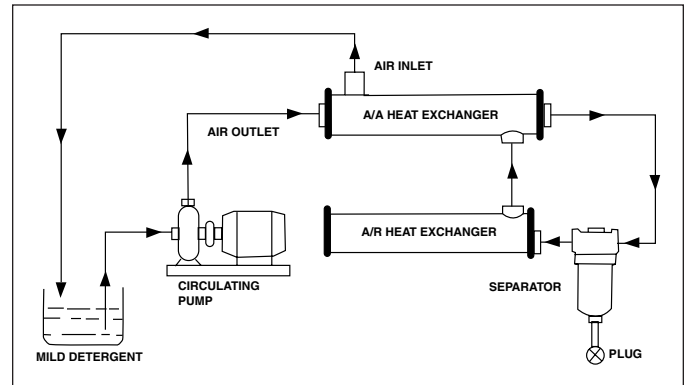 AIR INLET
A/A HEAT EXCHANGER
AIR OUTLET
A/R HEAT EXCHANGER
CIRCULATING
PUMP
SEPARATOR
MILD DETERGENT
PLUG